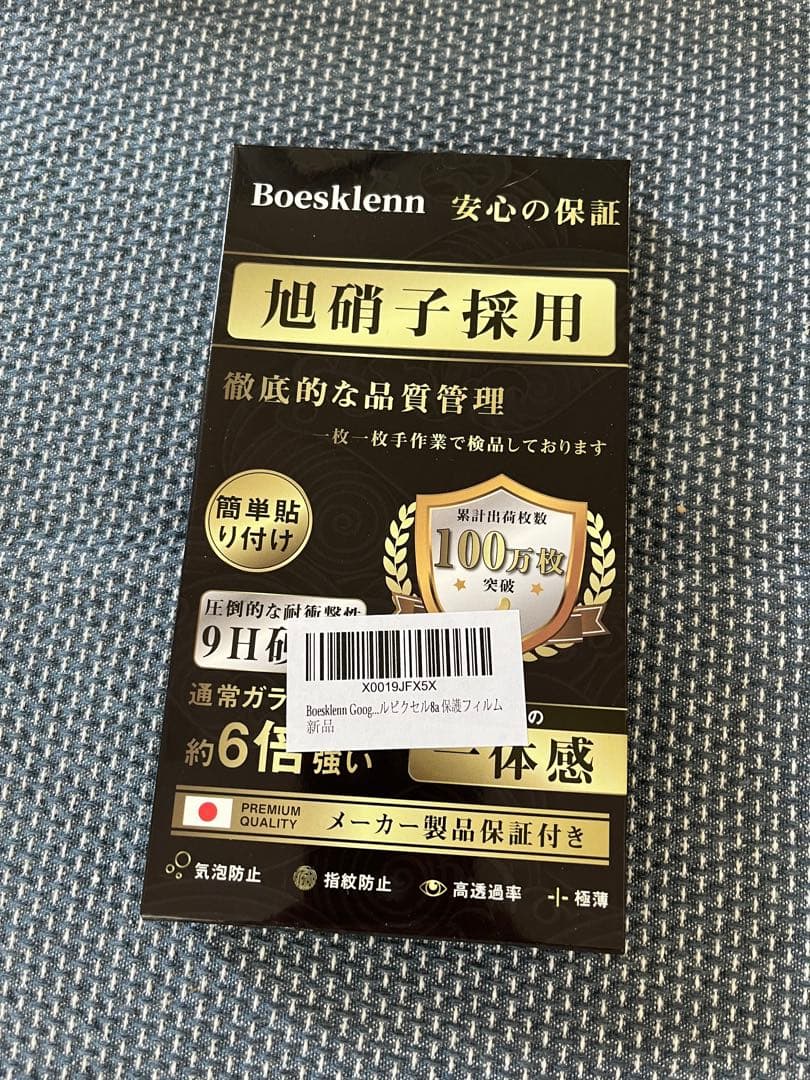 Boesklenn 安心の保証
旭硝子採用
徹底的な品質管理
一枚一枚手作業で検品しております
簡単貼
り付け
累計出荷枚数
100万枚
突破
圧倒的な耐衝撃性
9H
X0019JFX5X
Boesklenn Goog...ルピクセル8a 保護フィルム
新品
通常ガラ
約6倍強い
の
一体感
PREMIUM
QUALITY
メーカー製品保証付き
気泡防止
指紋防止
高透過率
極薄